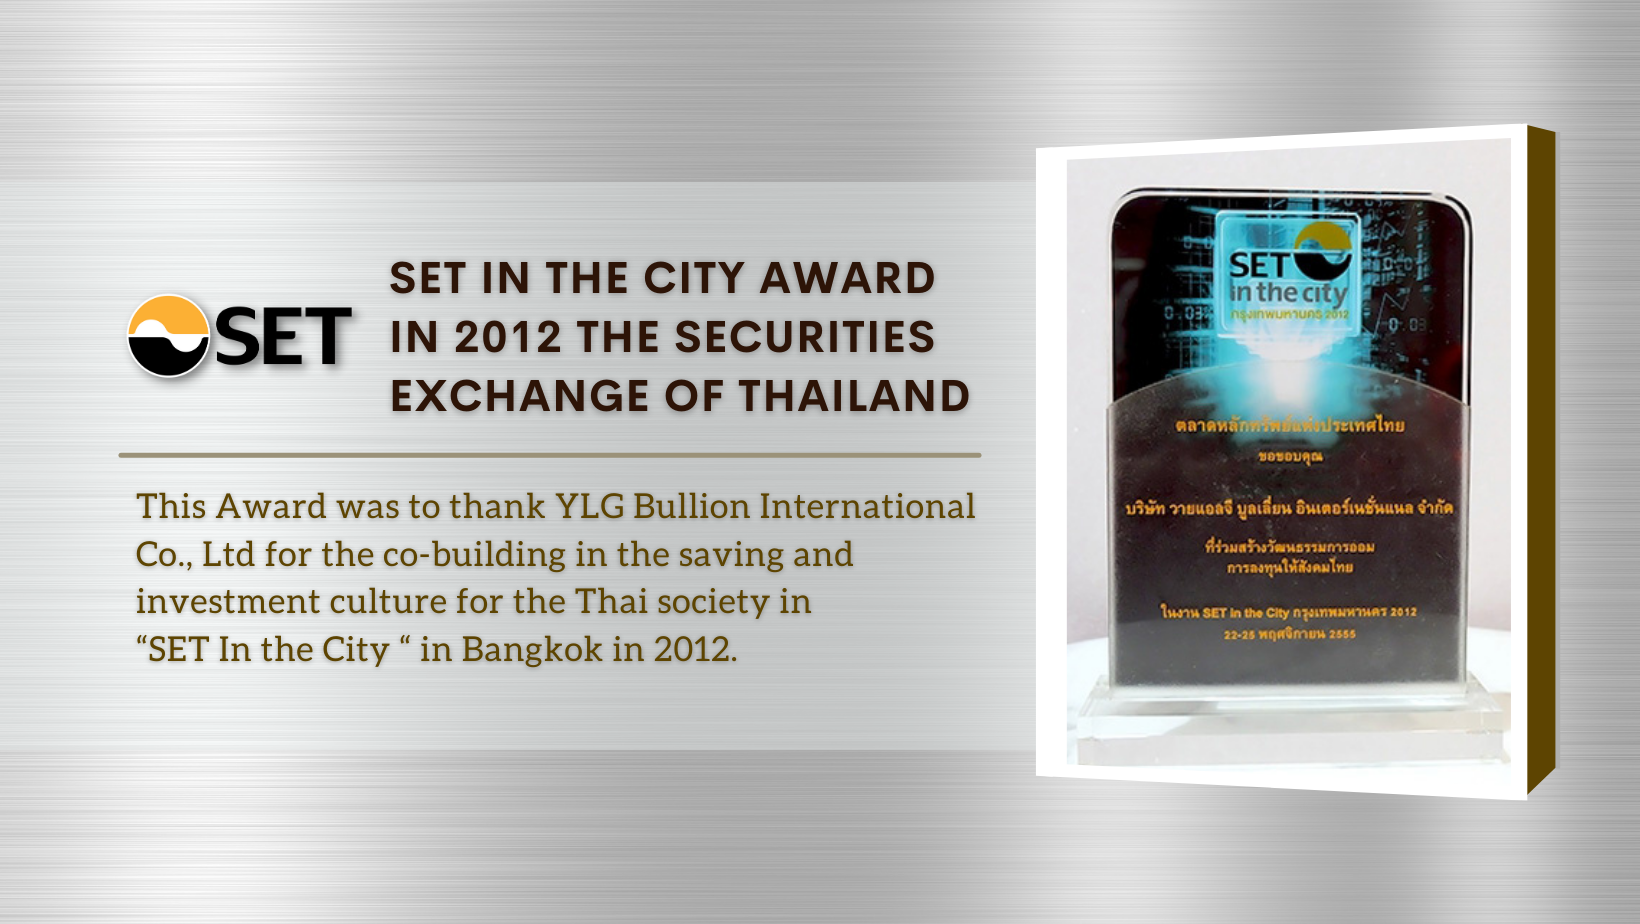 SET
SET IN THE CITY AWARD
IN 2012 THE SECURITIES
EXCHANGE OF THAILAND
This Award was to thank YLG Bullion International
Co., Ltd for the co-building in the saving and
investment culture for the Thai society in
“SET In the City “ in Bangkok in 2012.
SET
in the city
กรุงเทพมหานคร 2012
ตลาดหลักทรัพย์แห่งประเทศไทย
ขอขอบคุณ
บริษัท วายแอลจี บูลเลี่ยน อินเตอร์เนชั่นแนล จำกัด
ที่ร่วมสร้างวัฒนธรรมการออม
การลงทุนให้สังคมไทย
ในงาน SET in the City กรุงเทพมหานคร 2012
22-25 พฤศจิกายน 2555